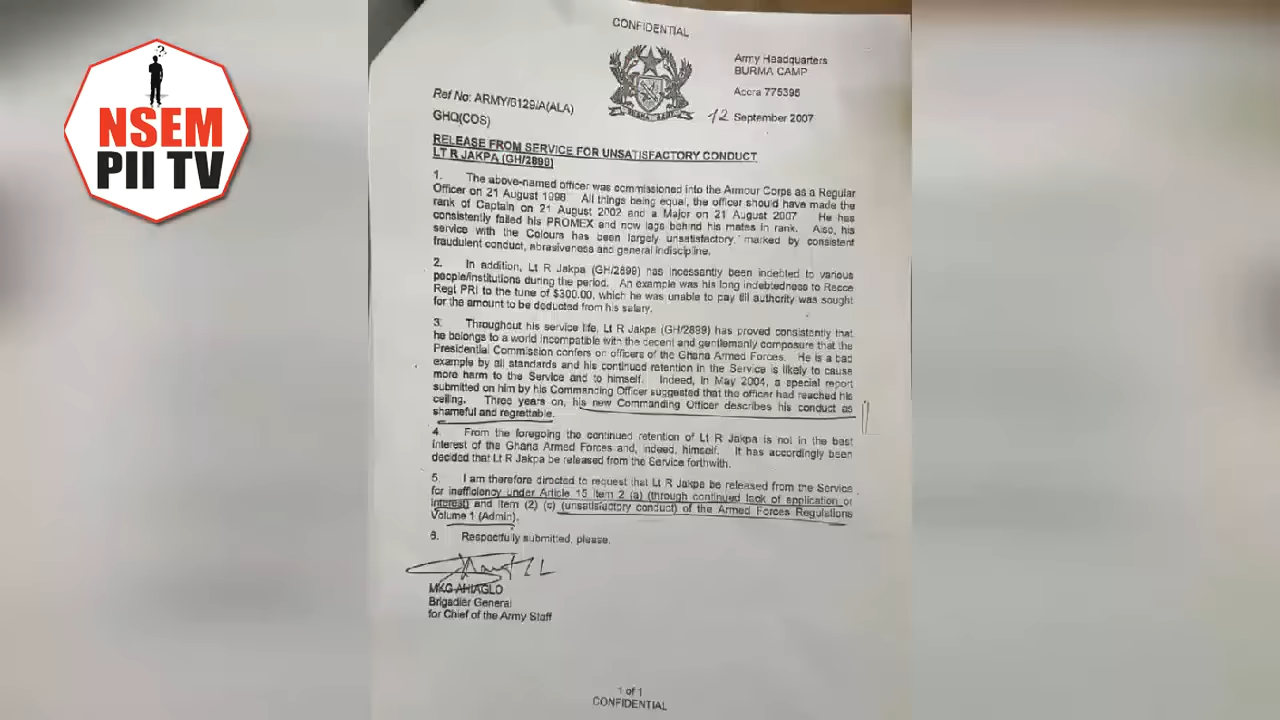 ?
NSEM
PII TV
CONFIDENTIAL
Army Headquarters
BURMA CAMP
Accra 775395
Ref No: ARMY/6129/A(ALA)
12 September 2007
GHQ(COS)
RELEASE FROM SERVICE FOR UNSATISFACTORY CONDUCT
LT R JAKPA (GH/2899)
1. The above-named officer was commissioned into the Armour Corps as a Regular
Officer on 21 August 1998. All things being equal, the officer should have made the
rank of Captain on 21 August 2002 and a Major on 21 August 2007. He has
consistently failed his PROMEX and now lags behind his mates in rank. Also, his
service with the Colours has been largely unsatisfactory, marked by consistent
fraudulent conduct, abrasiveness and general indiscipline.
2. In addition, Lt R Jakpa (GH/2899) has incessantly been indebted to various
people/institutions during the period. An example was his long indebtedness to Recce
Regt PRI to the tune of $300.00, which he was unable to pay till authority was sought
for the amount to be deducted from his salary.
3. Throughout his service life, Lt R Jakpa (GH/2899) has proved consistently that
he belongs to a world incompatible with the decent and gentlemanly composure that the
Presidential Commission confers on officers of the Ghana Armed Forces. He is a bad
example by all standards and his continued retention in the Service is likely to cause
more harm to the Service and to himself. Indeed, in May 2004, a special report
submitted on him by his Commanding Officer suggested that the officer had reached his
ceiling. Three years on, his new Commanding Officer describes his conduct as
shameful and regrettable.
4. From the foregoing the continued retention of Lt R Jakpa is not in the best
interest of the Ghana Armed Forces and, indeed, himself. It has accordingly been
decided that Lt R Jakpa be released from the Service forthwith.
5. I am therefore directed to request that Lt R Jakpa be released from the Service
for inefficiency under Article 15 Item 2 (a) (through continued lack of application or
interest) and Item (2) (c) (unsatisfactory conduct) of the Armed Forces Regulations
Volume 1 (Admin).
6. Respectfully submitted, please.
MKG AHIAGLO
Brigadier General
for Chief of the Army Staff
1 of 1
CONFIDENTIAL